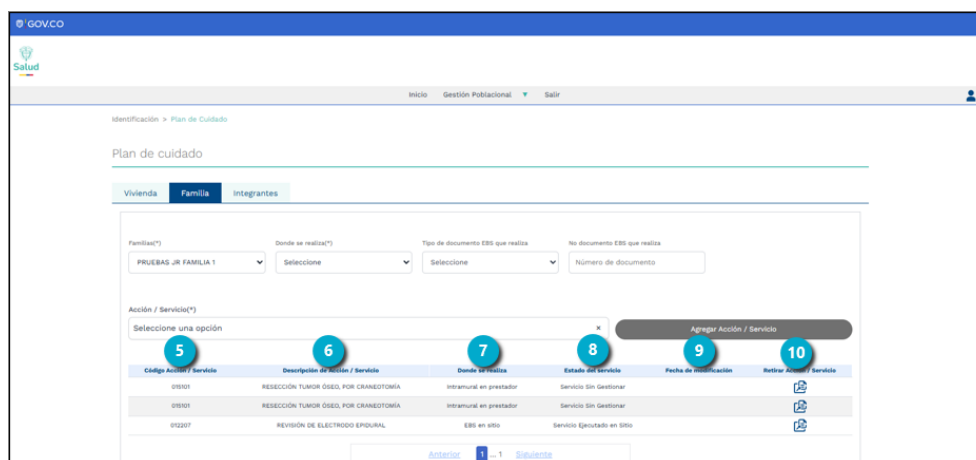 GOV.CO
Salud
Inicio Gestión Poblacional ▼ Salir
Identificación > Plan de Cuidado
Plan de cuidado
Vivienda Familia Integrantes
Familias(*) Donde se realiza(*) Tipo de documento EBS que realiza No documento EBS que realiza
PRUEBAS JR FAMILIA 1 Seleccione Seleccione Número de documento
Acción / Servicio(*)
Seleccione una opción × Agregar Acción / Servicio
5 6 7 8 9 10
Código Acción / Servicio Descripción de Acción / Servicio Donde se realiza Estado del servicio Fecha de modificación Retirar Acción / Servicio
015101 RESECCIÓN TUMOR ÓSEO, POR CRANEOTOMÍA Intramural en prestador Servicio Sin Gestionar
015101 RESECCIÓN TUMOR ÓSEO, POR CRANEOTOMÍA Intramural en prestador Servicio Sin Gestionar
012207 REVISIÓN DE ELECTRODO EPIDURAL EBS en sitio Servicio Ejecutado en Sitio
Anterior 1 ... 1 Siguiente